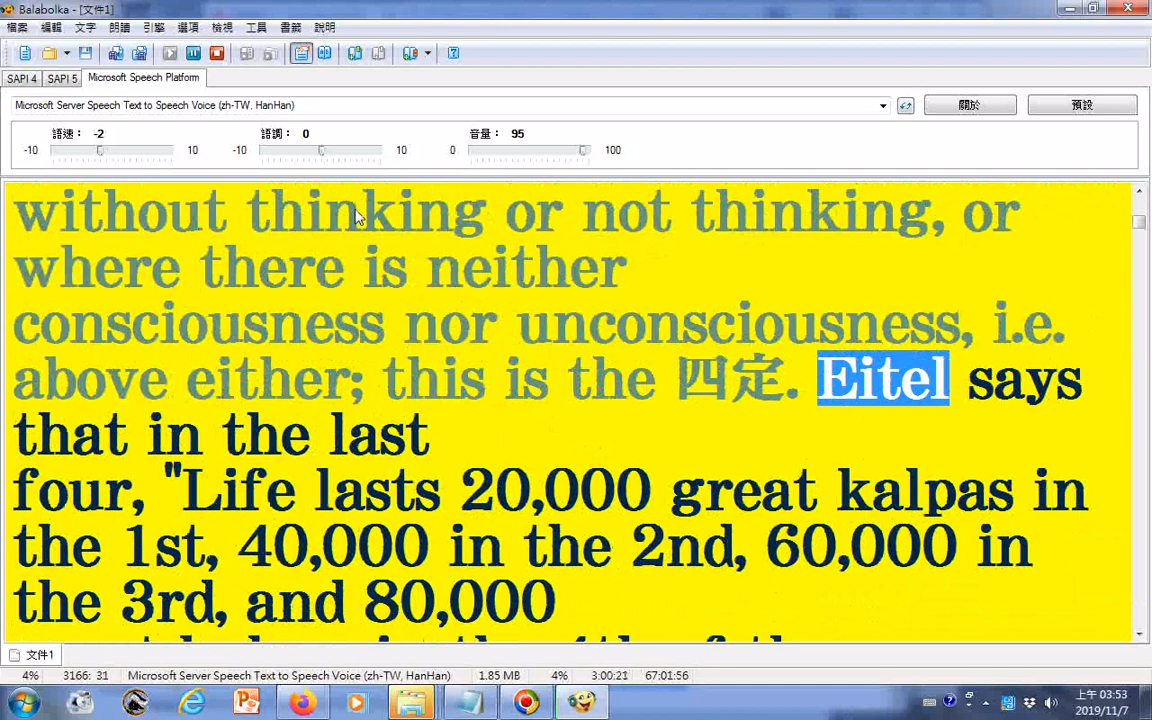 Balabolka - [文件1]
檔案 編輯 文字 朗讀 引擎 選項 檢視 工具 書籤 說明
SAPI 4 SAPI 5 Microsoft Speech Platform
Microsoft Server Speech Text to Speech Voice (zh-TW, HanHan) 關於 預設
語速： -2 語調： 0 音量： 95
-10 10 -10 10 0 100
without thinking or not thinking, or
where there is neither
consciousness nor unconsciousness, i.e.
above either; this is the 四定. Eitel says
that in the last
four, "Life lasts 20,000 great kalpas in
the 1st, 40,000 in the 2nd, 60,000 in
the 3rd, and 80,000
文件1
4% 3166: 31 Microsoft Server Speech Text to Speech Voice (zh-TW, HanHan) 1.85 MB 4% 3:00:21 67:01:56
上午 03:53
2019/11/7